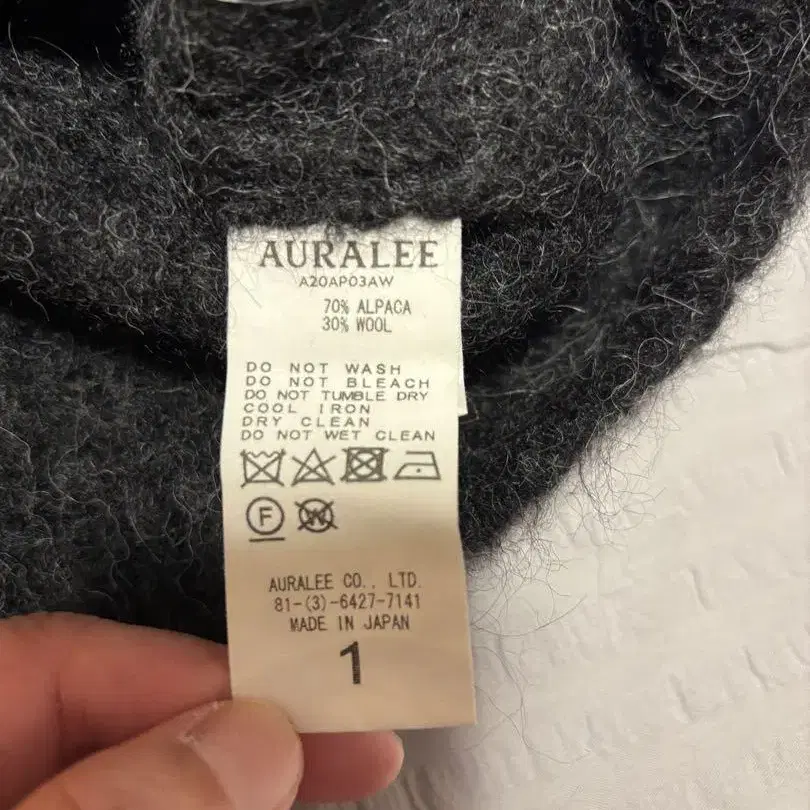 AURALEE
A20AP03AW
70% ALPACA
30% WOOL
DO NOT WASH
DO NOT BLEACH
DO NOT TUMBLE DRY
COOL IRON
DRY CLEAN
DO NOT WET CLEAN
F W
AURALEE CO., LTD.
81-(3)-6427-7141
MADE IN JAPAN
1